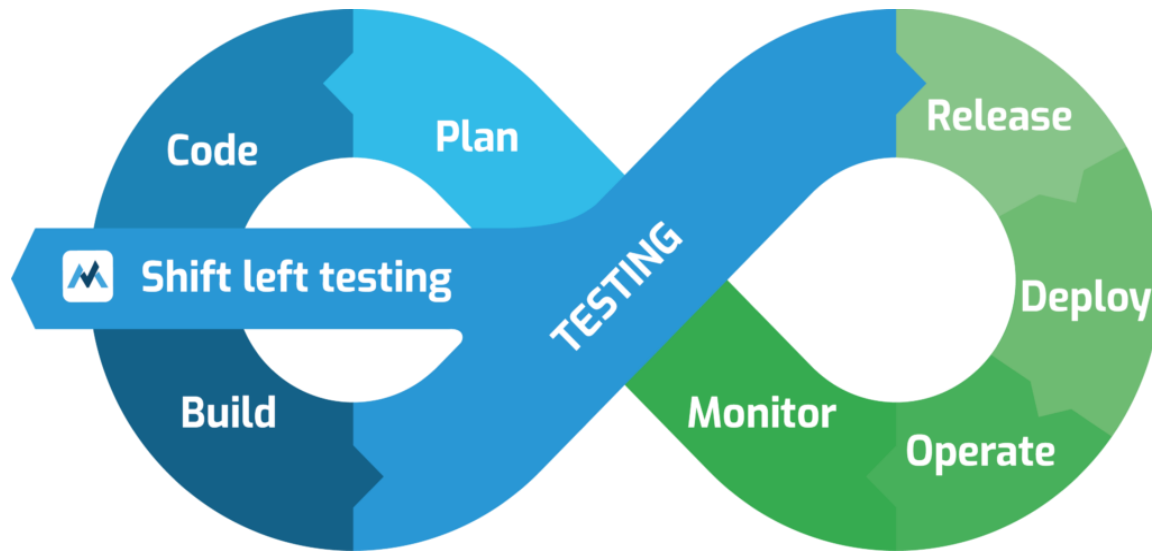 Code
Plan
Release
Shift left testing
TESTING
Deploy
Build
Monitor
Operate